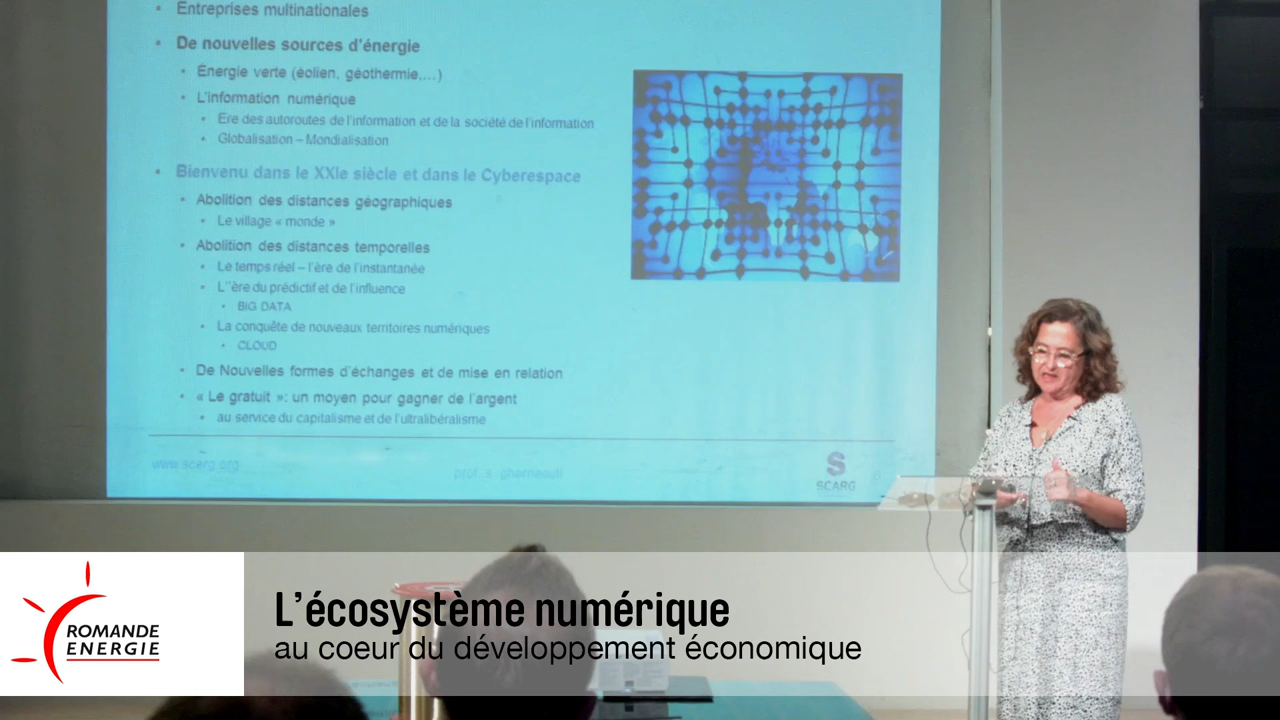 Entreprises multinationales
De nouvelles sources d'énergie
Énergie verte (éolien, géothermie,...)
L'information numérique
Ere des autoroutes de l'information et de la société de l'information
Globalisation – Mondialisation
Bienvenu dans le XXIe siècle et dans le Cyberespace
Abolition des distances géographiques
Le village « monde »
Abolition des distances temporelles
Le temps réel – l'ère de l'instantanée
L''ère du prédictif et de l'influence
BIG DATA
La conquête de nouveaux territoires numériques
CLOUD
De Nouvelles formes d'échanges et de mise en relation
« Le gratuit »: un moyen pour gagner de l'argent
au service du capitalisme et de l'ultralibéralisme
www.scarg.org
prof. s. ghernaouti
S
SCARG
6
ROMANDE
ENERGIE
L'écosystème numérique
au coeur du développement économique